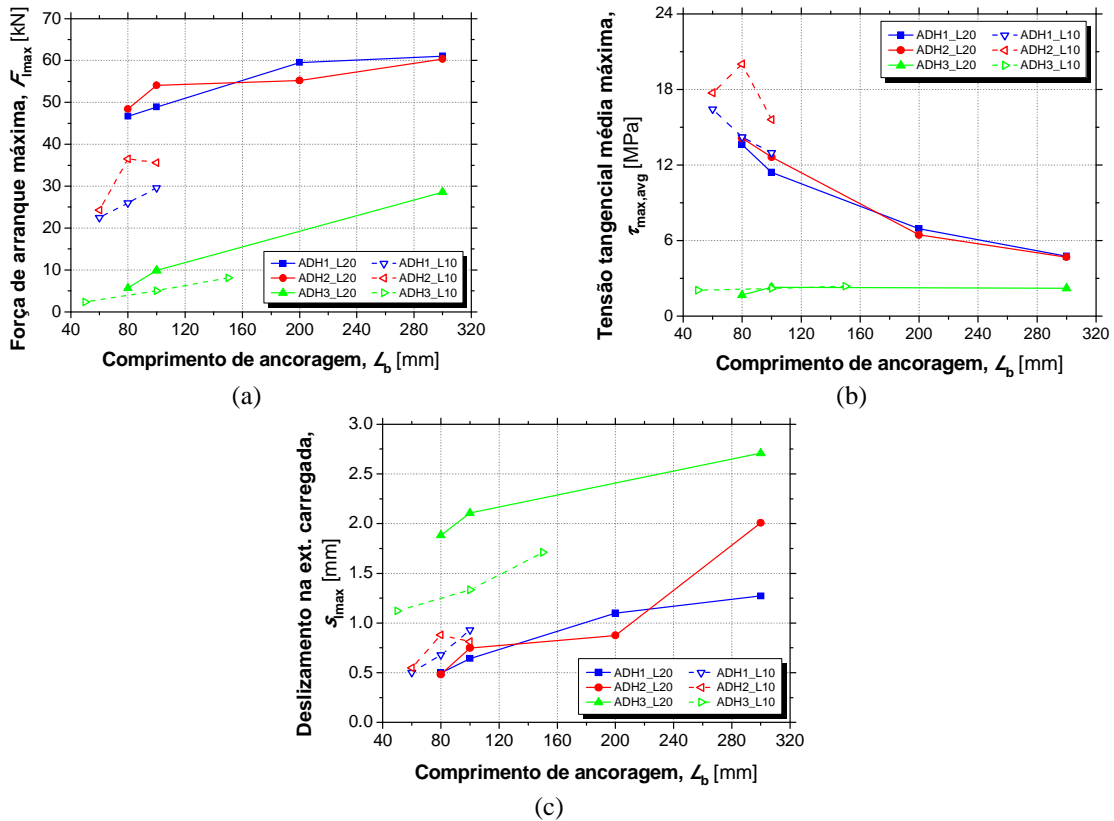 Força de arranque máxima, Flmax [kN]
70
60
50
40
30
20
10
0
ADH1_L20 ADH1_L10
ADH2_L20 ADH2_L10
ADH3_L20 ADH3_L10
40 80 120 160 200 240 280 320
Comprimento de ancoragem, Lb [mm]
(a)
Tensão tangencial média máxima,
τmax,avg [MPa]
24
18
12
6
0
ADH1_L20 ADH1_L10
ADH2_L20 ADH2_L10
ADH3_L20 ADH3_L10
40 80 120 160 200 240 280 320
Comprimento de ancoragem, Lb [mm]
(b)
Deslizamento na ext. carregada,
slmax [mm]
3.0
2.5
2.0
1.5
1.0
0.5
0.0
ADH1_L20 ADH1_L10
ADH2_L20 ADH2_L10
ADH3_L20 ADH3_L10
40 80 120 160 200 240 280 320
Comprimento de ancoragem, Lb [mm]
(c)